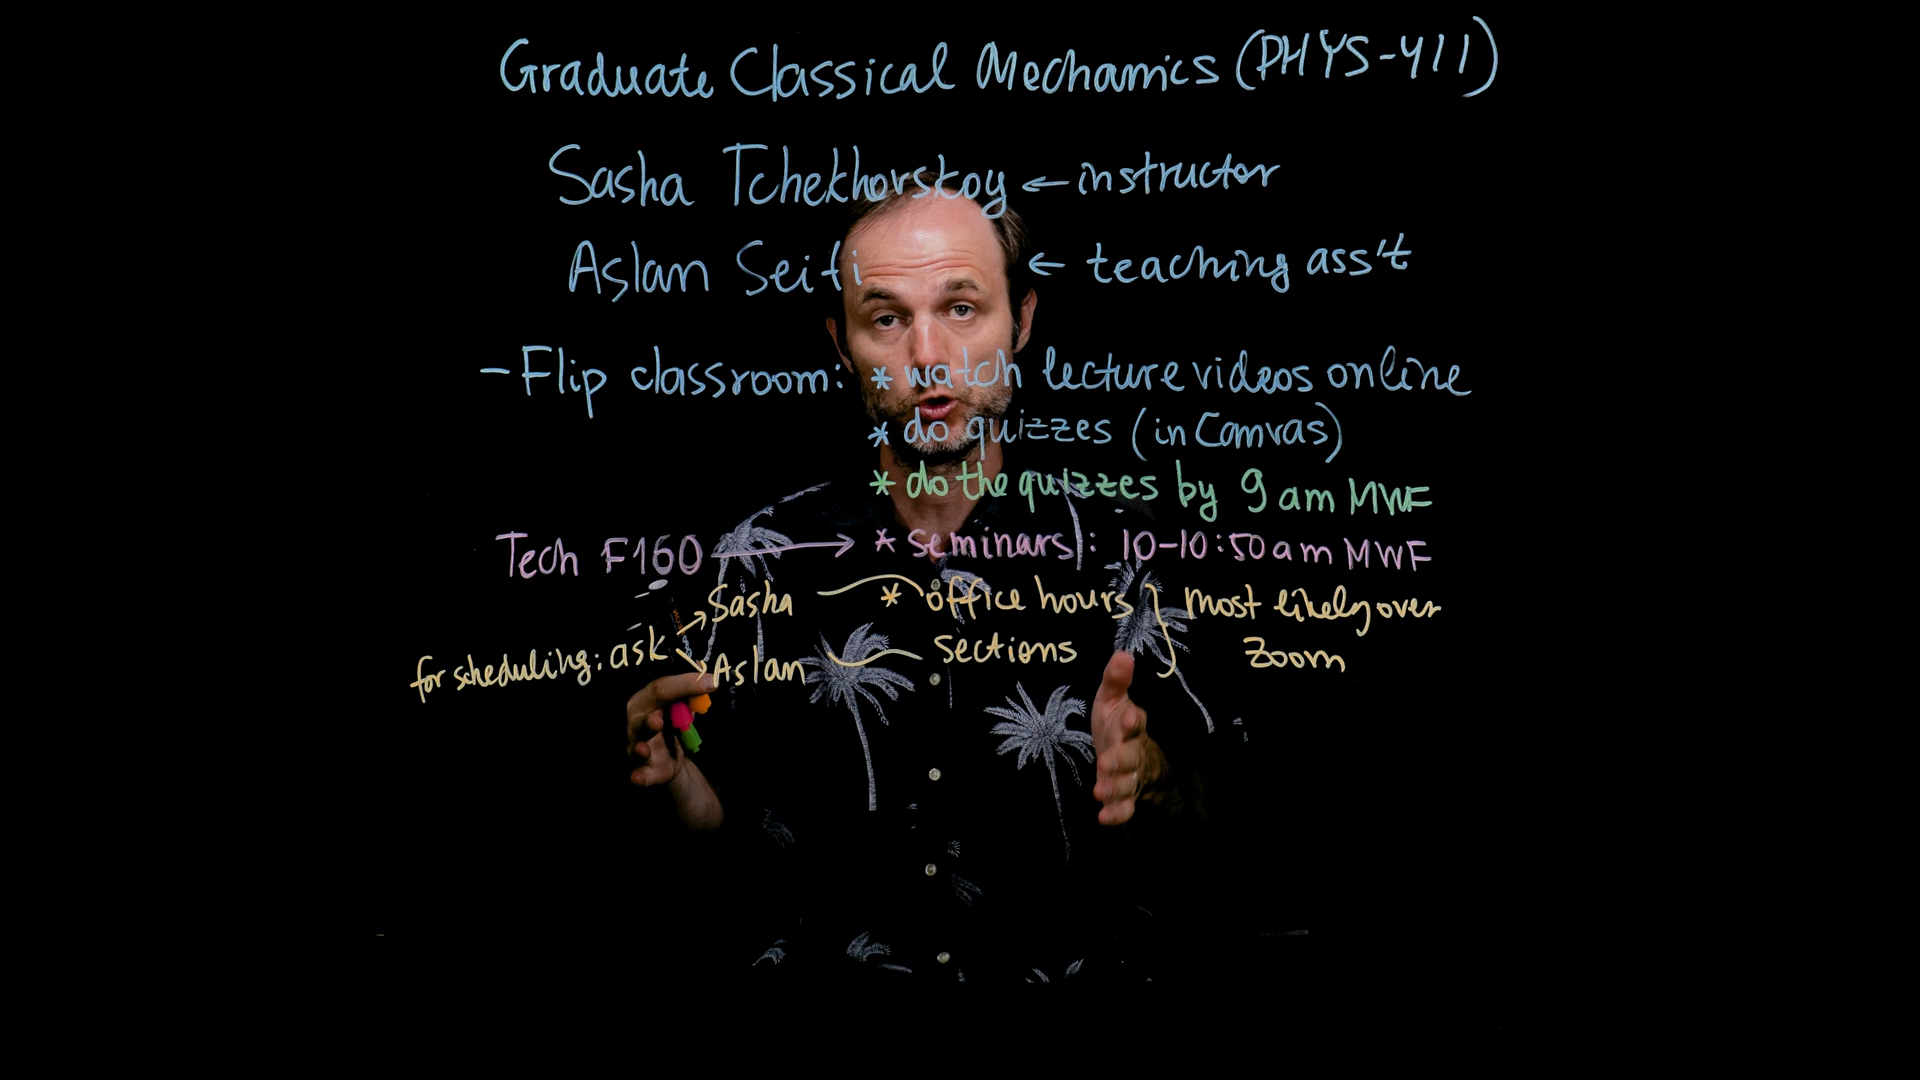 Graduate Classical Mechanics (PHYS-411)
Sasha Tchekhovskoy ← instructor
Aslan Seifi ← teaching ass't
- Flip classroom: * watch lecture videos online
* do quizzes (in Canvas)
* do the quizzes by 9 am MWF
Tech F160 → * seminars: 10-10:50am MWF
Sasha * office hours } most likely over
for scheduling: ask
Aslan sections Zoom